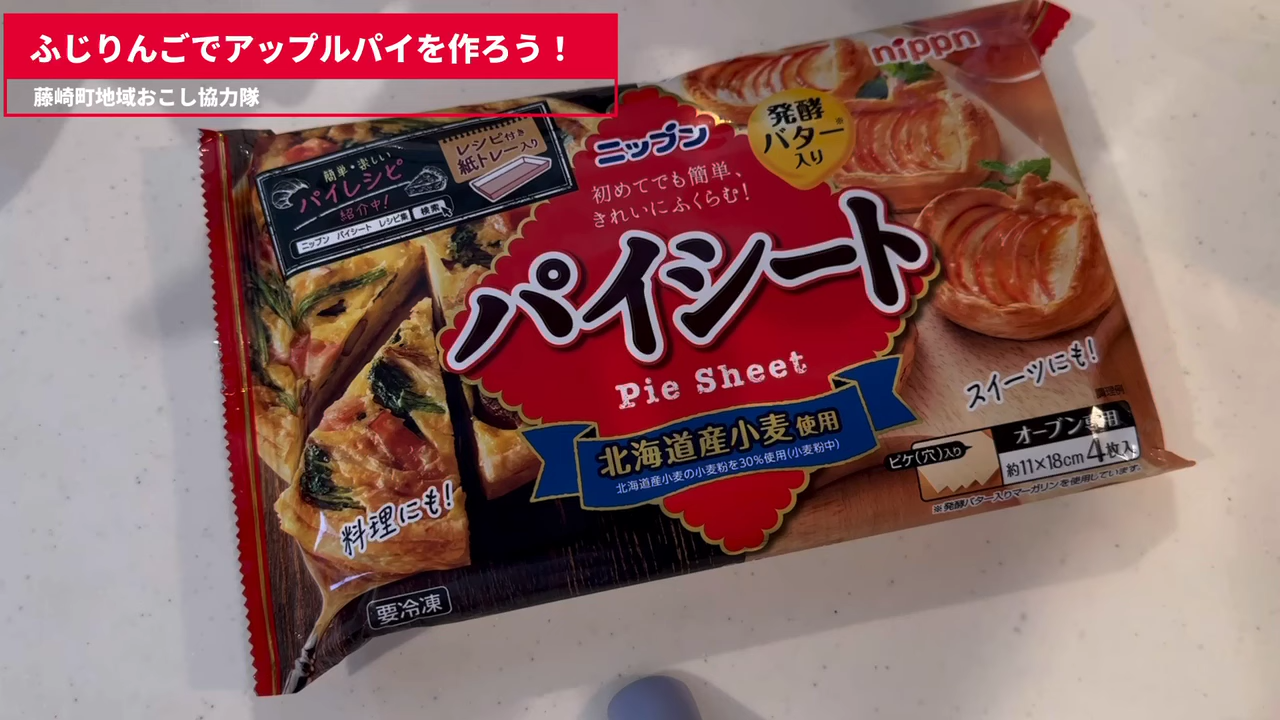 ふじりんごでアップルパイを作ろう！
藤崎町地域おこし協力隊
nippn
簡単・楽しい
パイレシピ
紹介中！
ニップン パイシート レシピ集 検索
レシピ付き
紙トレー入り
ニップン
発酵
バター※
入り
初めてでも簡単、
きれいにふくらむ！
パイシート
Pie Sheet
北海道産小麦使用
北海道産小麦の小麦粉を30%使用(小麦粉中)
スイーツにも！
調理例
オーブン専用
ピケ(穴)入り
約11×18cm 4枚入
※発酵バター入りマーガリンを使用しています。
料理にも！
要冷凍